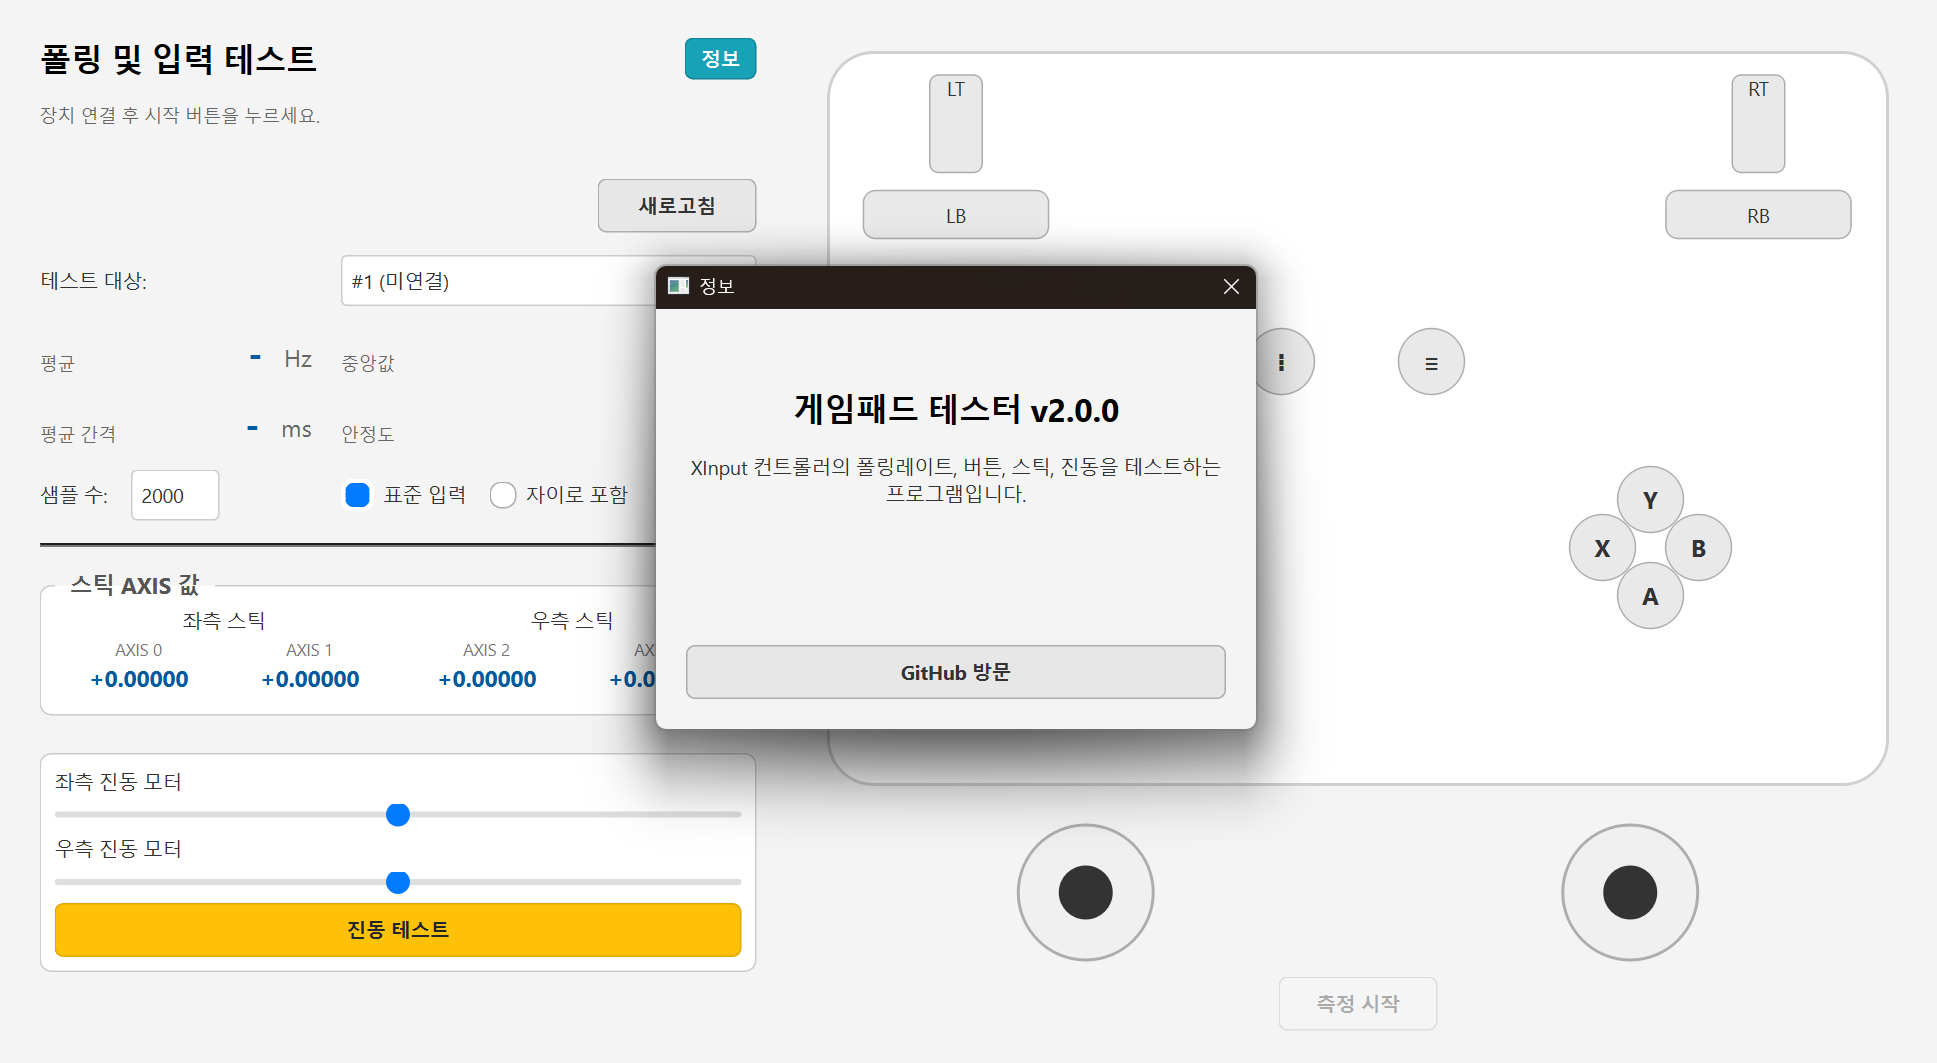 폴링 및 입력 테스트
정보
장치 연결 후 시작 버튼을 누르세요.
새로고침
테스트 대상:
#1 (미연결)
평균
- Hz
중앙값
평균 간격
- ms
안정도
샘플 수:
2000
표준 입력
자이로 포함
스틱 AXIS 값
좌측 스틱
우측 스틱
AXIS 0
AXIS 1
AXIS 2
+0.00000
+0.00000
+0.00000
좌측 진동 모터
우측 진동 모터
진동 테스트
정보
게임패드 테스터 v2.0.0
XInput 컨트롤러의 폴링레이트, 버튼, 스틱, 진동을 테스트하는
프로그램입니다.
GitHub 방문
LT
RT
LB
RB
Y
X
B
A
측정 시작